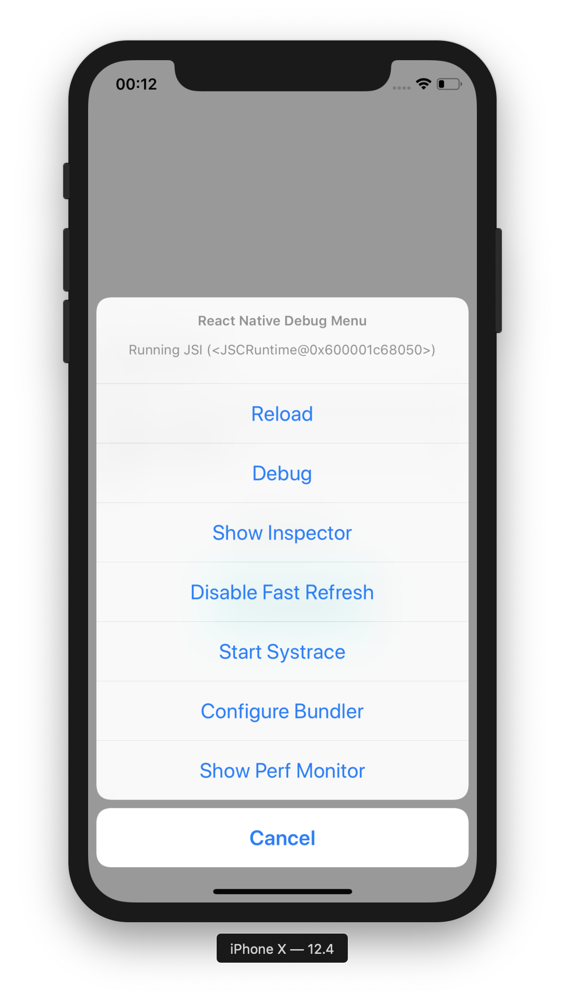 00:12
React Native Debug Menu
Running JSI (<JSCRuntime@0x600001c68050>)
Reload
Debug
Show Inspector
Disable Fast Refresh
Start Systrace
Configure Bundler
Show Perf Monitor
Cancel
iPhone X — 12.4